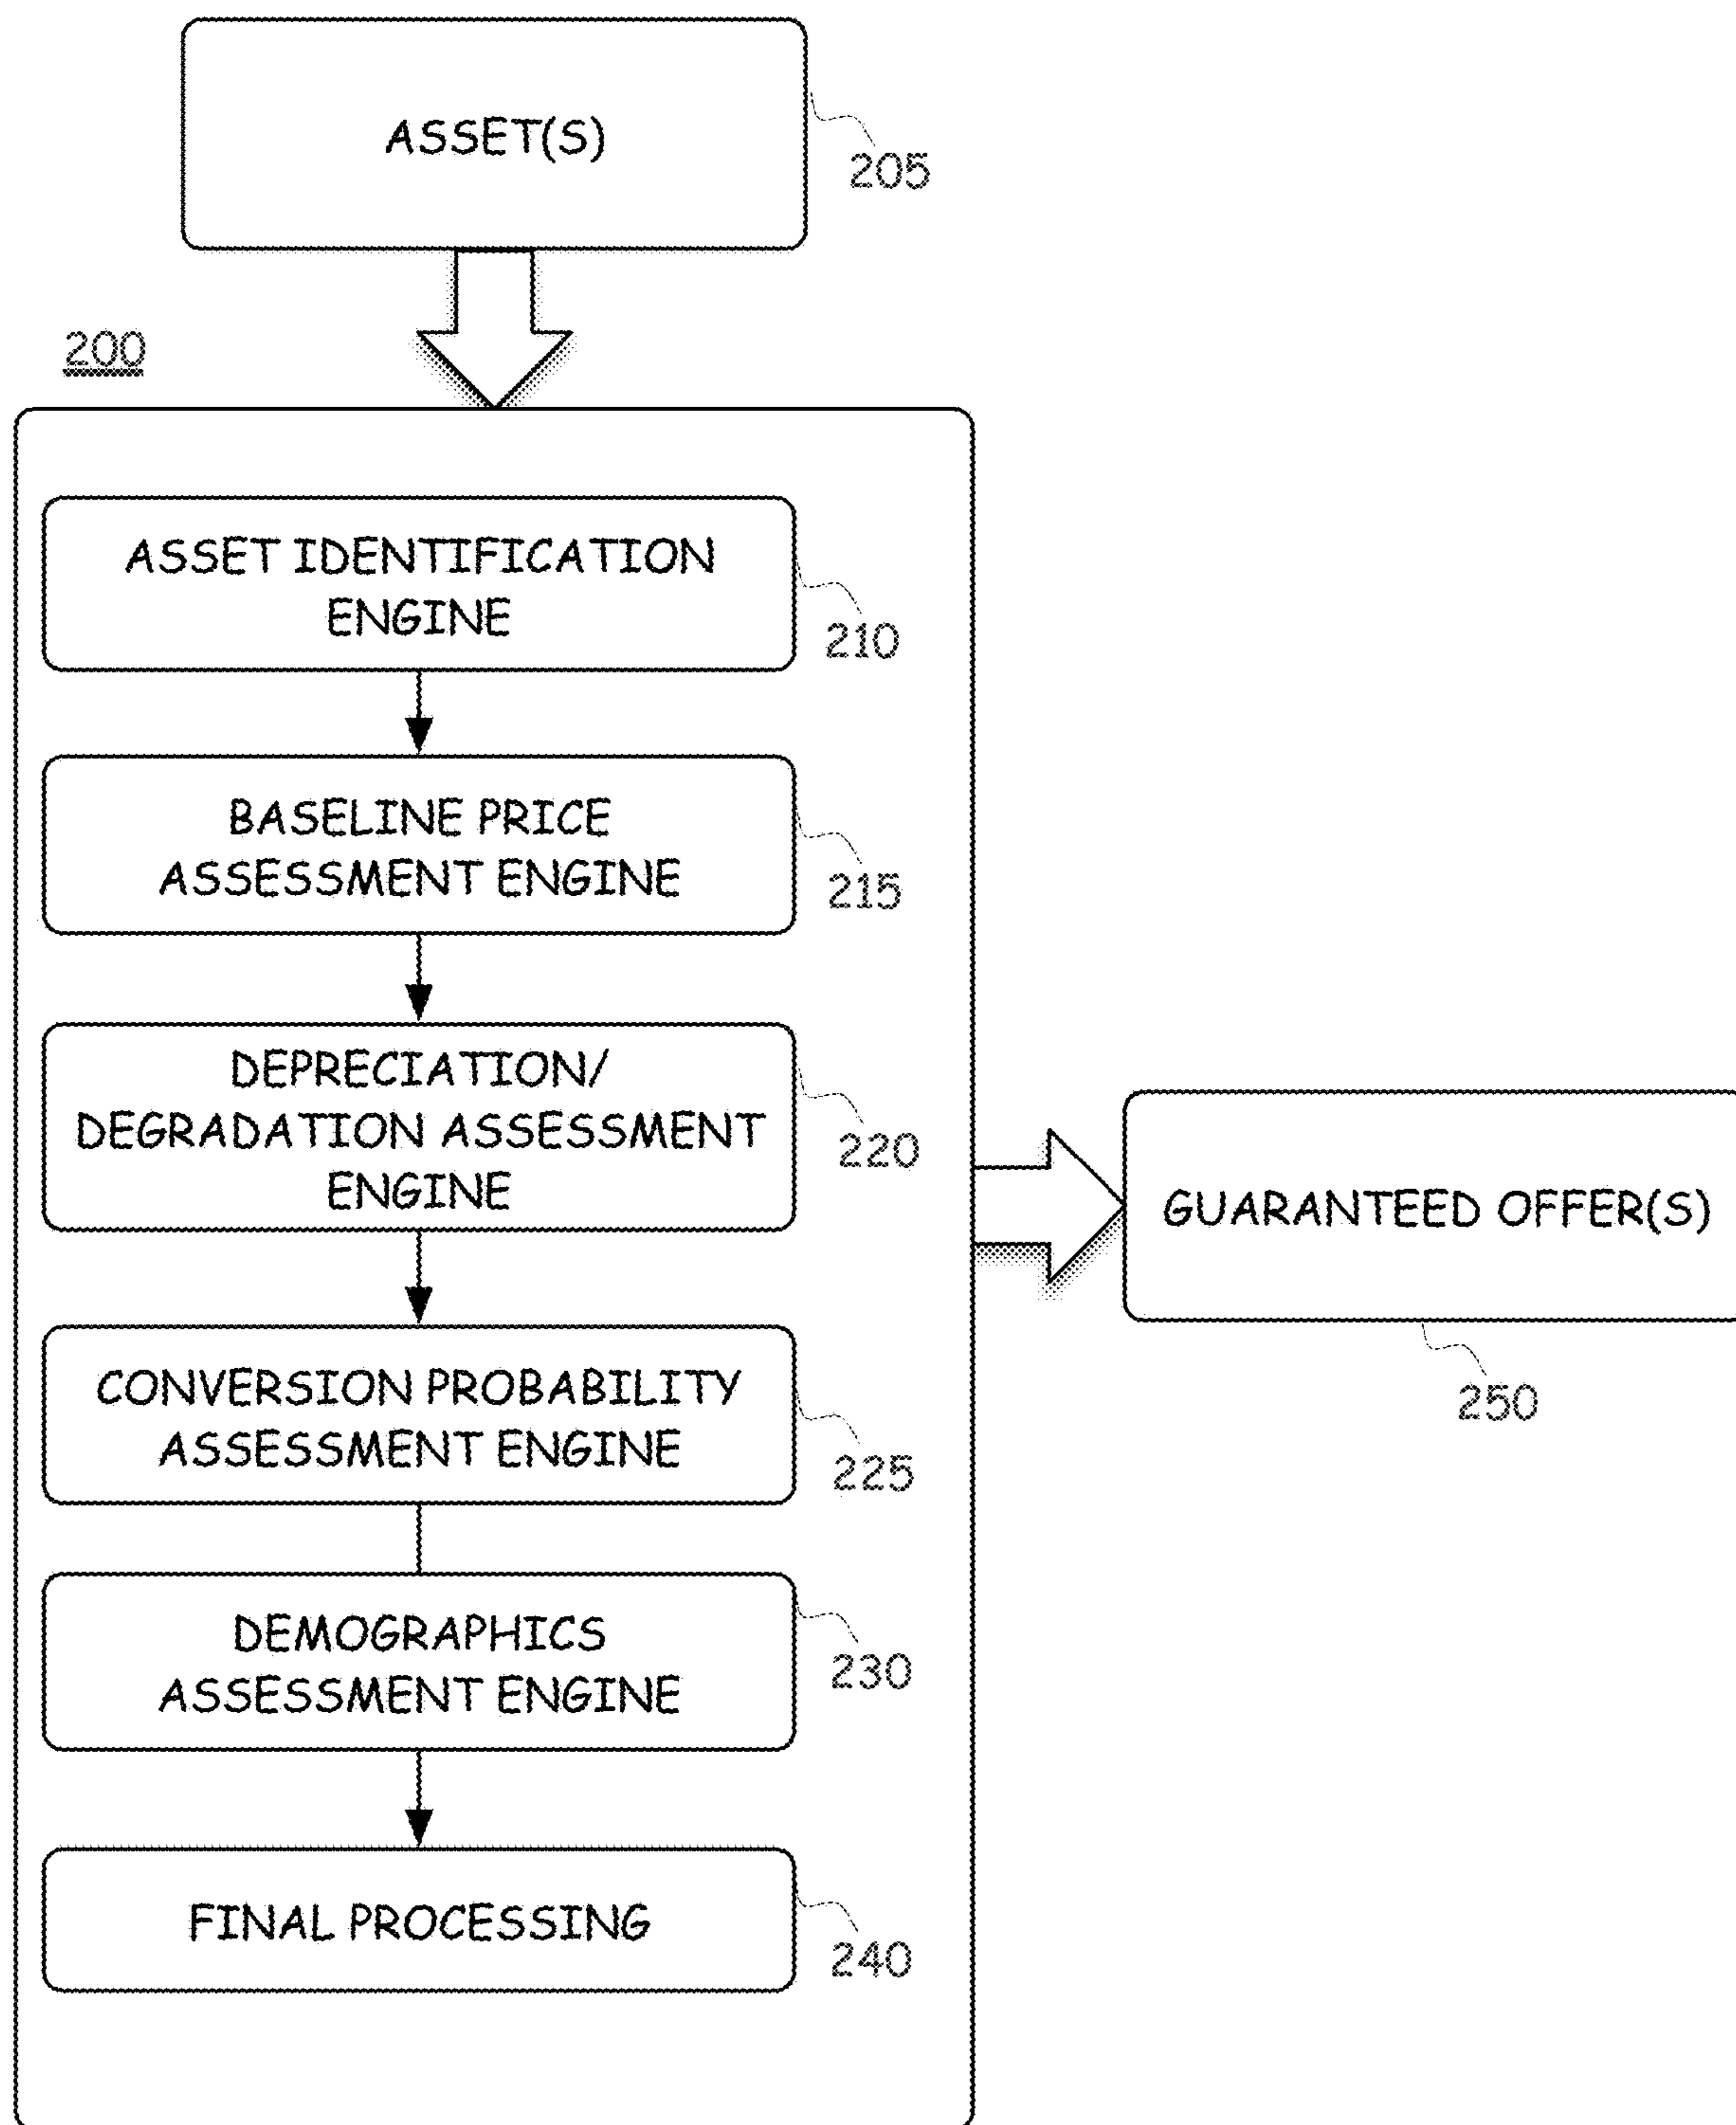 ASSET(S)
205
200
ASSET IDENTIFICATION
ENGINE
210
BASELINE PRICE
ASSESSMENT ENGINE
215
DEPRECIATION/
DEGRADATION ASSESSMENT
ENGINE
220
GUARANTEED OFFER(S)
250
CONVERSION PROBABILITY
ASSESSMENT ENGINE
225
DEMOGRAPHICS
ASSESSMENT ENGINE
230
FINAL PROCESSING
240